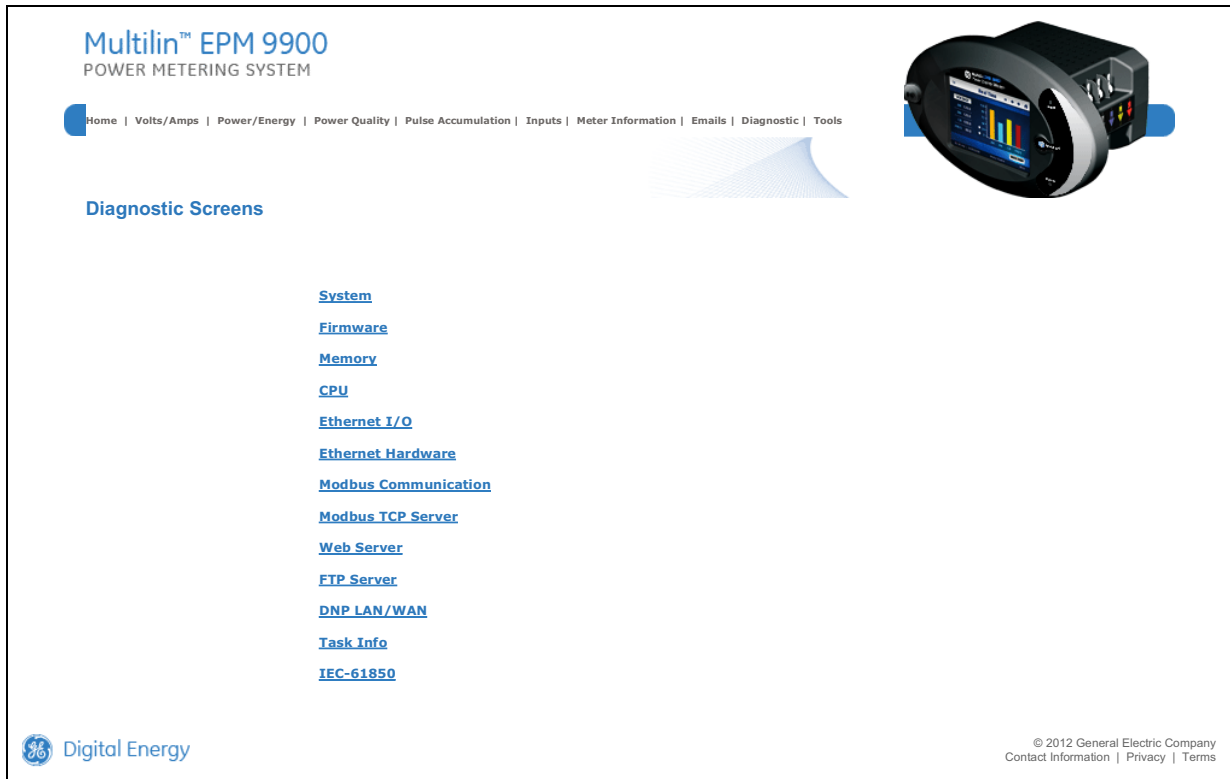 Multilin™ EPM 9900
POWER METERING SYSTEM
Home | Volts/Amps | Power/Energy | Power Quality | Pulse Accumulation | Inputs | Meter Information | Emails | Diagnostic | Tools
Diagnostic Screens
System
Firmware
Memory
CPU
Ethernet I/O
Ethernet Hardware
Modbus Communication
Modbus TCP Server
Web Server
FTP Server
DNP LAN/WAN
Task Info
IEC-61850
Digital Energy
© 2012 General Electric Company
Contact Information | Privacy | Terms